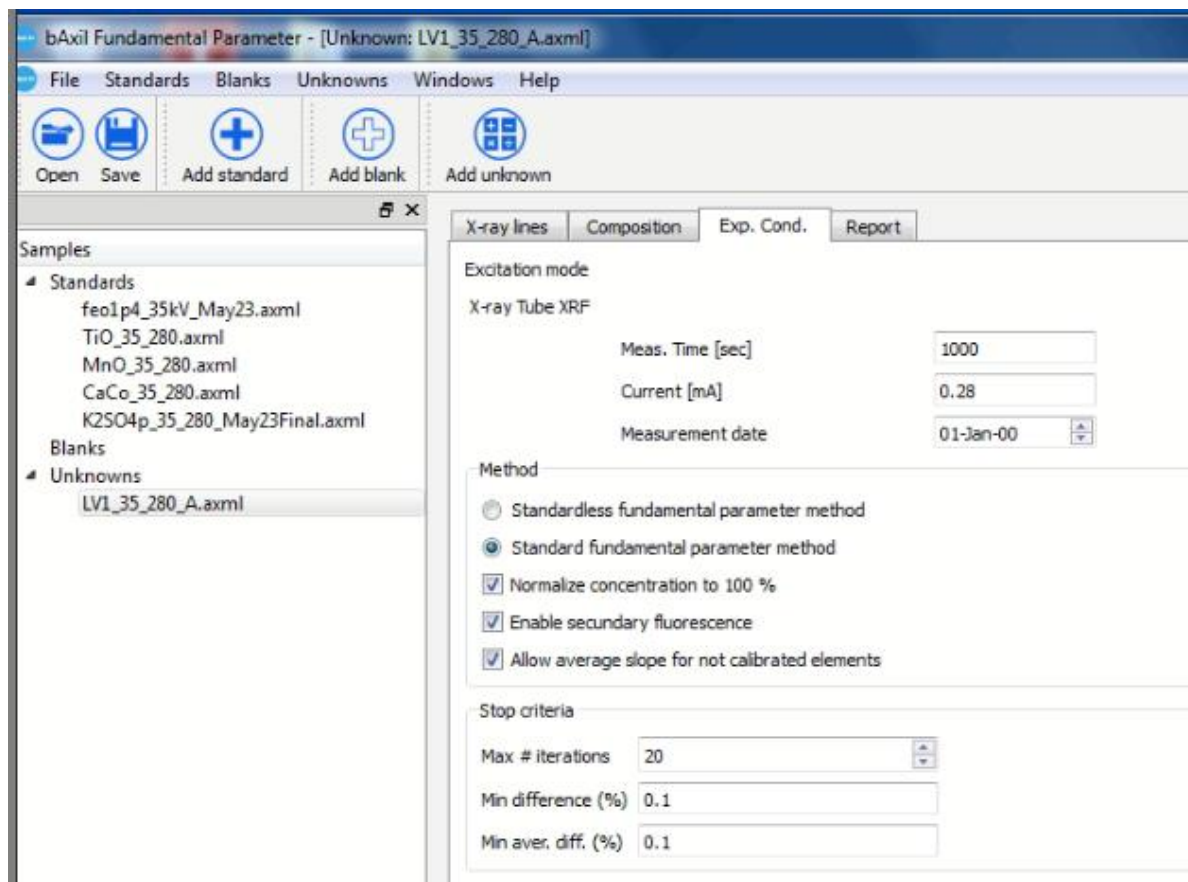 bAxil Fundamental Parameter - [Unknown: LV1_35_280_A.axml]
File Standards Blanks Unknowns Windows Help
Open Save Add standard Add blank Add unknown
Samples
Standards
feo1p4_35kV_May23.axml
TiO_35_280.axml
MnO_35_280.axml
CaCo_35_280.axml
K2SO4p_35_280_May23Final.axml
Blanks
Unknowns
LV1_35_280_A.axml
X-ray lines Composition Exp. Cond. Report
Excitation mode
X-ray Tube XRF
Meas. Time [sec] 1000
Current [mA] 0.28
Measurement date 01-Jan-00
Method
Standardless fundamental parameter method
Standard fundamental parameter method
Normalize concentration to 100 %
Enable secundary fluorescence
Allow average slope for not calibrated elements
Stop criteria
Max # iterations 20
Min difference (%) 0.1
Min aver. diff. (%) 0.1